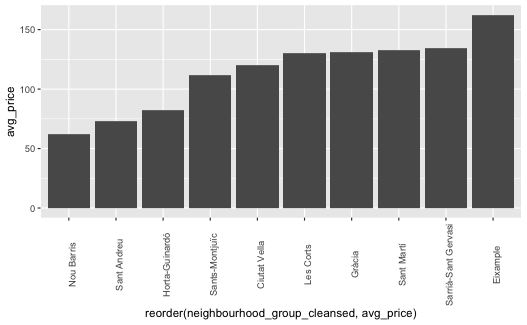 150
100
50
0
avg_price
Nou Barris
Sant Andreu
Horta-Guinardó
Sants-Montjuïc
Ciutat Vella
Les Corts
Gràcia
Sant Martí
Sarrià-Sant Gervasi
Eixample
reorder(neighbourhood_group_cleansed, avg_price)